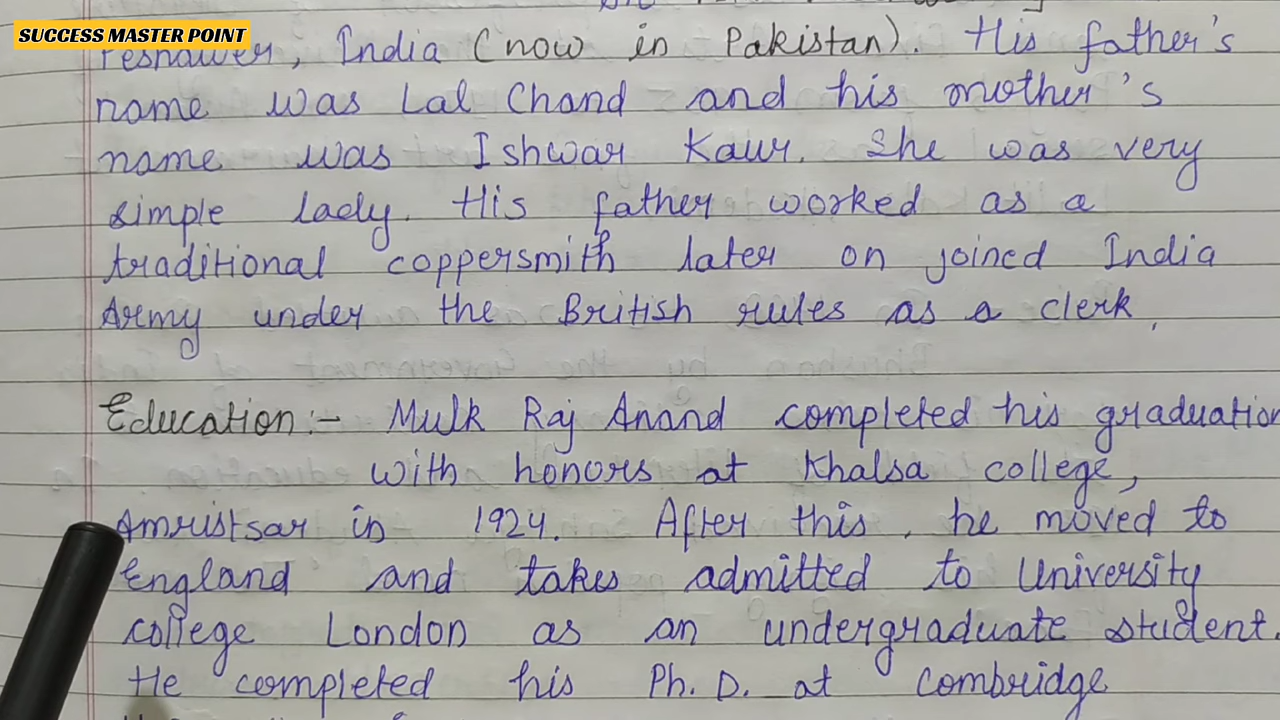 SUCCESS MASTER POINT
Peshawer, India (now in Pakistan). His father's
name was Lal Chand and his mother's
name was Ishwar Kaur. She was very
simple lady. His father worked as a
traditional coppersmith later on joined India
Army under the British rules as a clerk.
Education:- Mulk Raj Anand completed his graduation
with honors at Khalsa college,
Amristsar in 1924. After this, he moved to
England and takes admitted to University
college London as an undergraduate student.
He completed his Ph. D. at Combridge